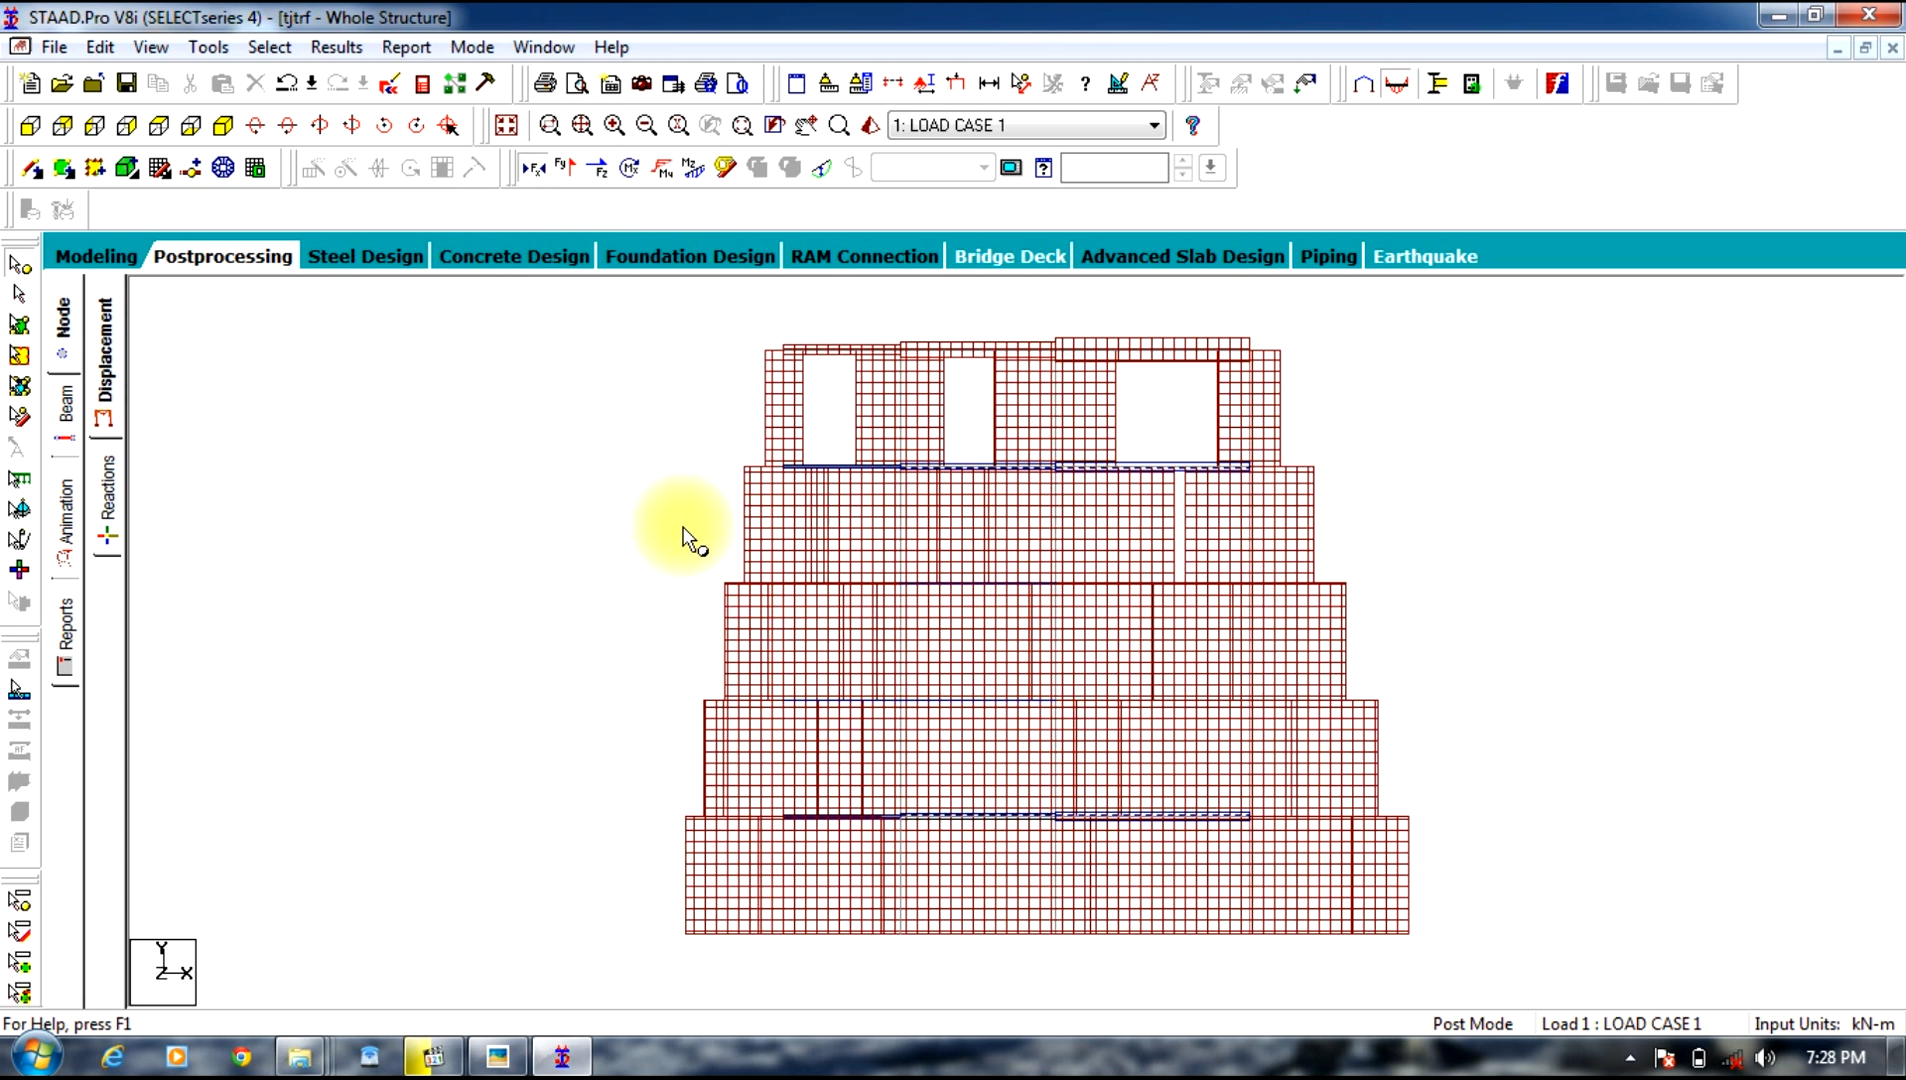 STAAD.Pro V8i (SELECTseries 4) - [tjtrf - Whole Structure]
File Edit View Tools Select Results Report Mode Window Help
1: LOAD CASE 1
Modeling Postprocessing Steel Design Concrete Design Foundation Design RAM Connection Bridge Deck Advanced Slab Design Piping Earthquake
Node
Beam
Animation
Reports
Displacement
Reactions
Y
Z X
For Help, press F1
Post Mode Load 1 : LOAD CASE 1 Input Units: kN-m
7:28 PM